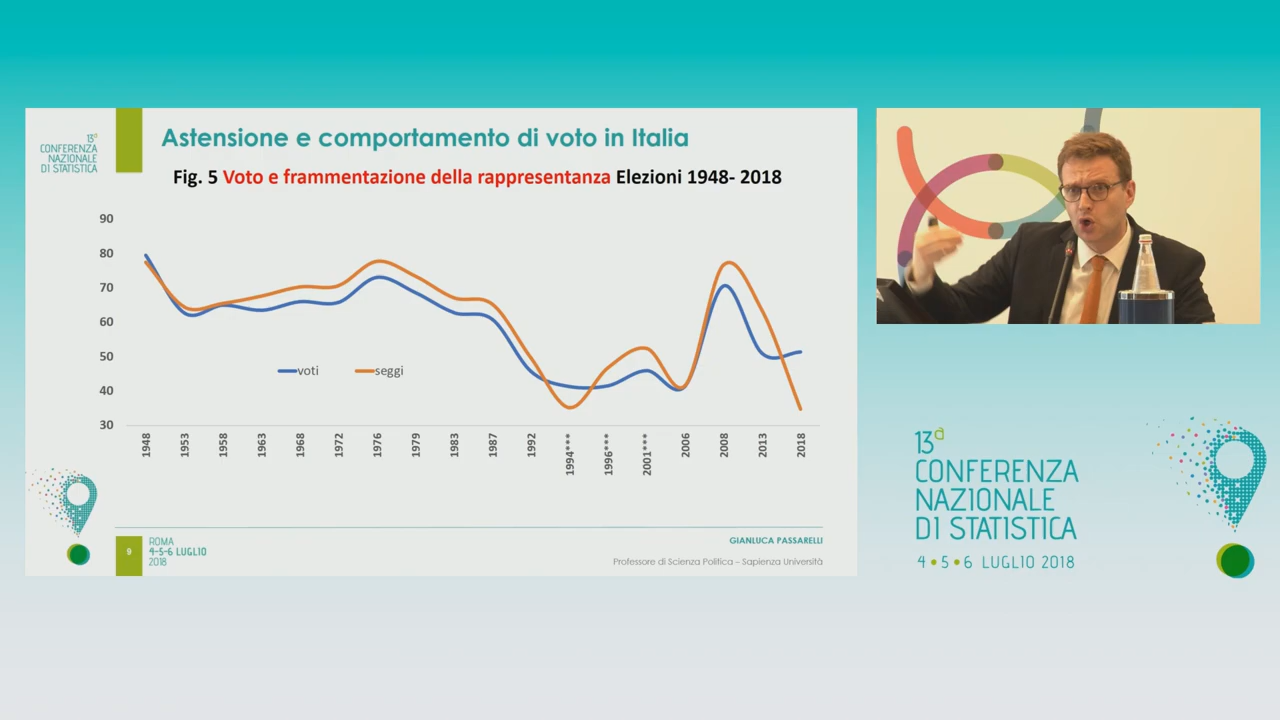 13ª
CONFERENZA
NAZIONALE
DI STATISTICA
Astensione e comportamento di voto in Italia
Fig. 5 Voto e frammentazione della rappresentanza Elezioni 1948- 2018
90
80
70
60
50
40
30
voti
seggi
1948
1953
1958
1963
1968
1972
1976
1979
1983
1987
1992
1994***
1996***
2001***
2006
2008
2013
2018
9
ROMA
4-5-6 LUGLIO
2018
GIANLUCA PASSARELLI
Professore di Scienza Politica – Sapienza Università
13ª
CONFERENZA
NAZIONALE
DI STATISTICA
4 • 5 • 6 LUGLIO 2018